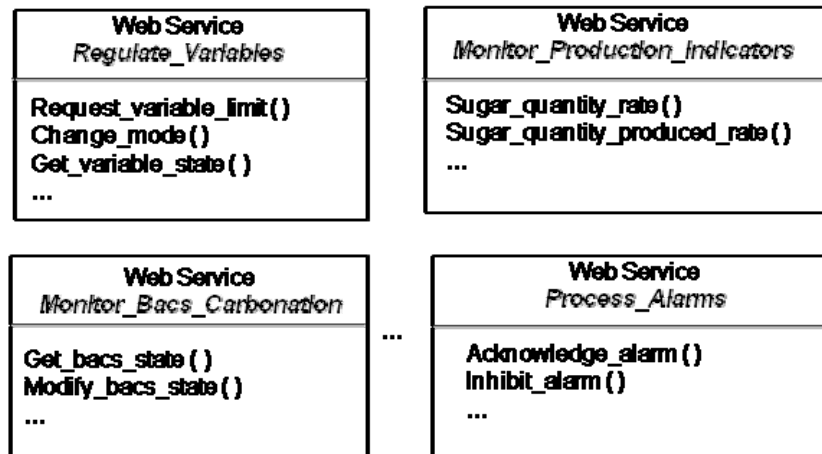 Web Service
Regulate_Variables
Request_variable_limit()
Change_mode()
Get_variable_state()
...
Web Service
Monitor_Production_Indicators
Sugar_quantity_rate()
Sugar_quantity_produced_rate()
...
Web Service
Monitor_Bacs_Carbonation
Get_bacs_state()
Modify_bacs_state()
...
...
Web Service
Process_Alarms
Acknowledge_alarm()
Inhibit_alarm()
...